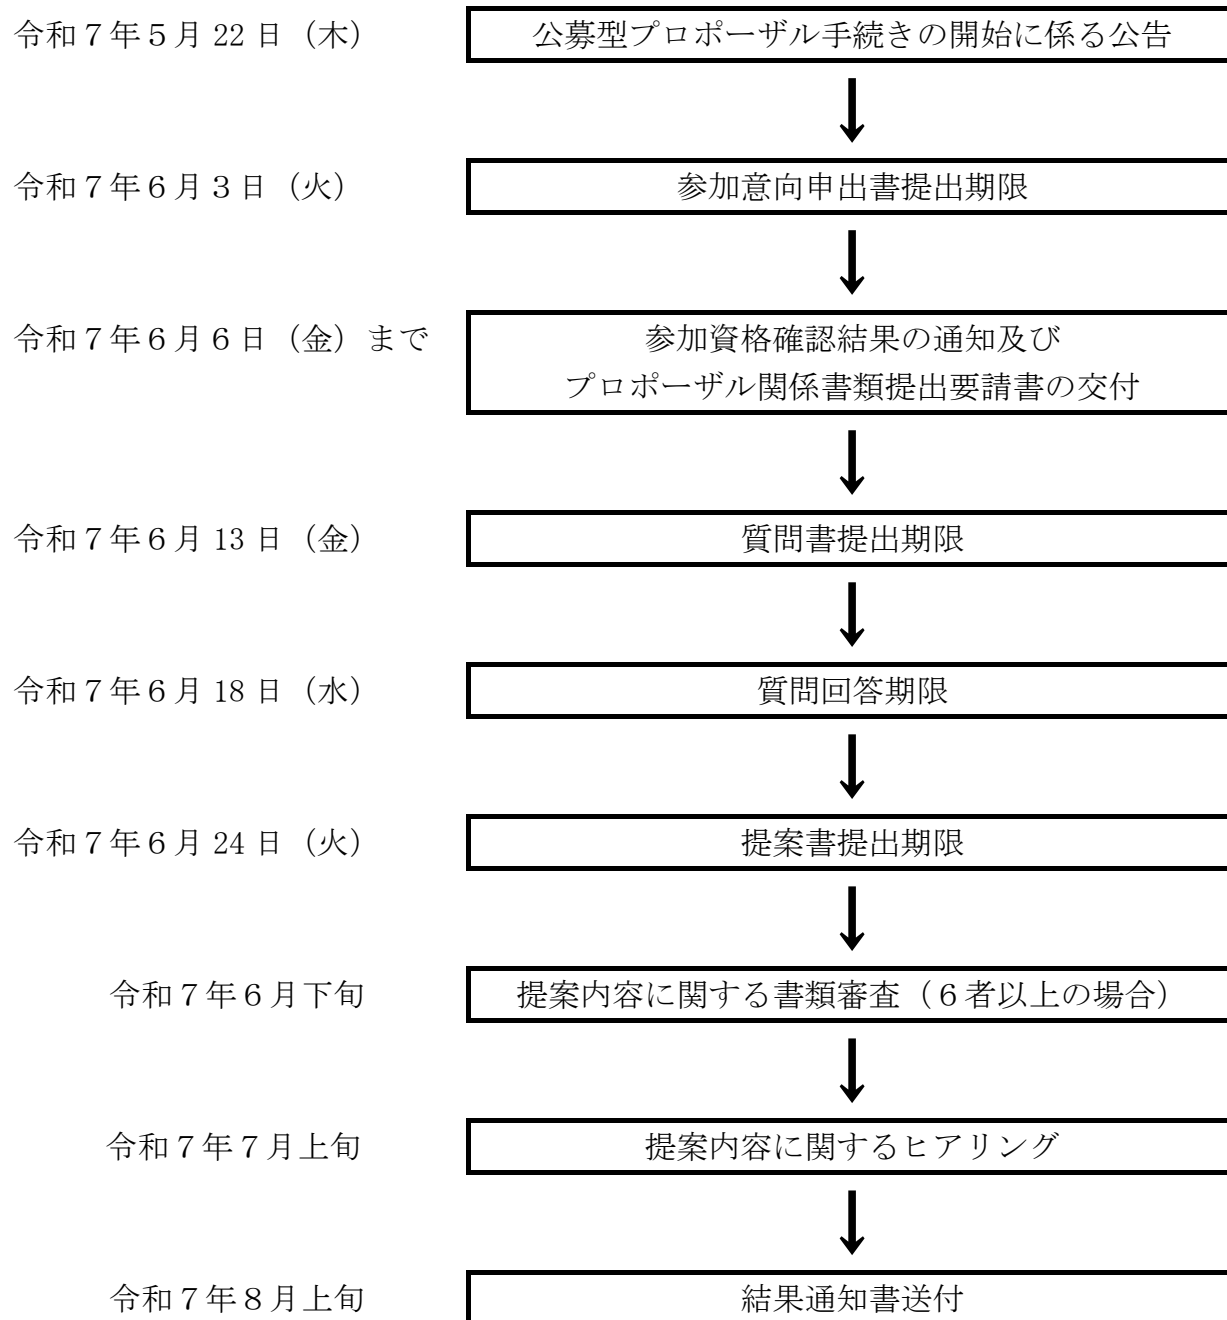 令和７年５月 22 日（木）
公募型プロポーザル手続きの開始に係る公告
令和７年６月３日（火）
参加意向申出書提出期限
令和７年６月６日（金）まで
参加資格確認結果の通知及び
プロポーザル関係書類提出要請書の交付
令和７年６月 13 日（金）
質問書提出期限
令和７年６月 18 日（水）
質問回答期限
令和７年６月 24 日（火）
提案書提出期限
令和７年６月下旬
提案内容に関する書類審査（６者以上の場合）
令和７年７月上旬
提案内容に関するヒアリング
令和７年８月上旬
結果通知書送付